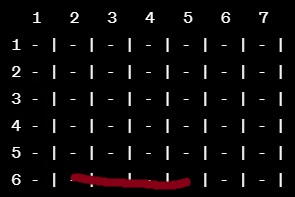 1 2 3 4 5 6 7
1 - | - | - | - | - | - | - |
2 - | - | - | - | - | - | - |
3 - | - | - | - | - | - | - |
4 - | - | - | - | - | - | - |
5 - | - | - | - | - | - | - |
6 - | - | - | - | - | - | - |